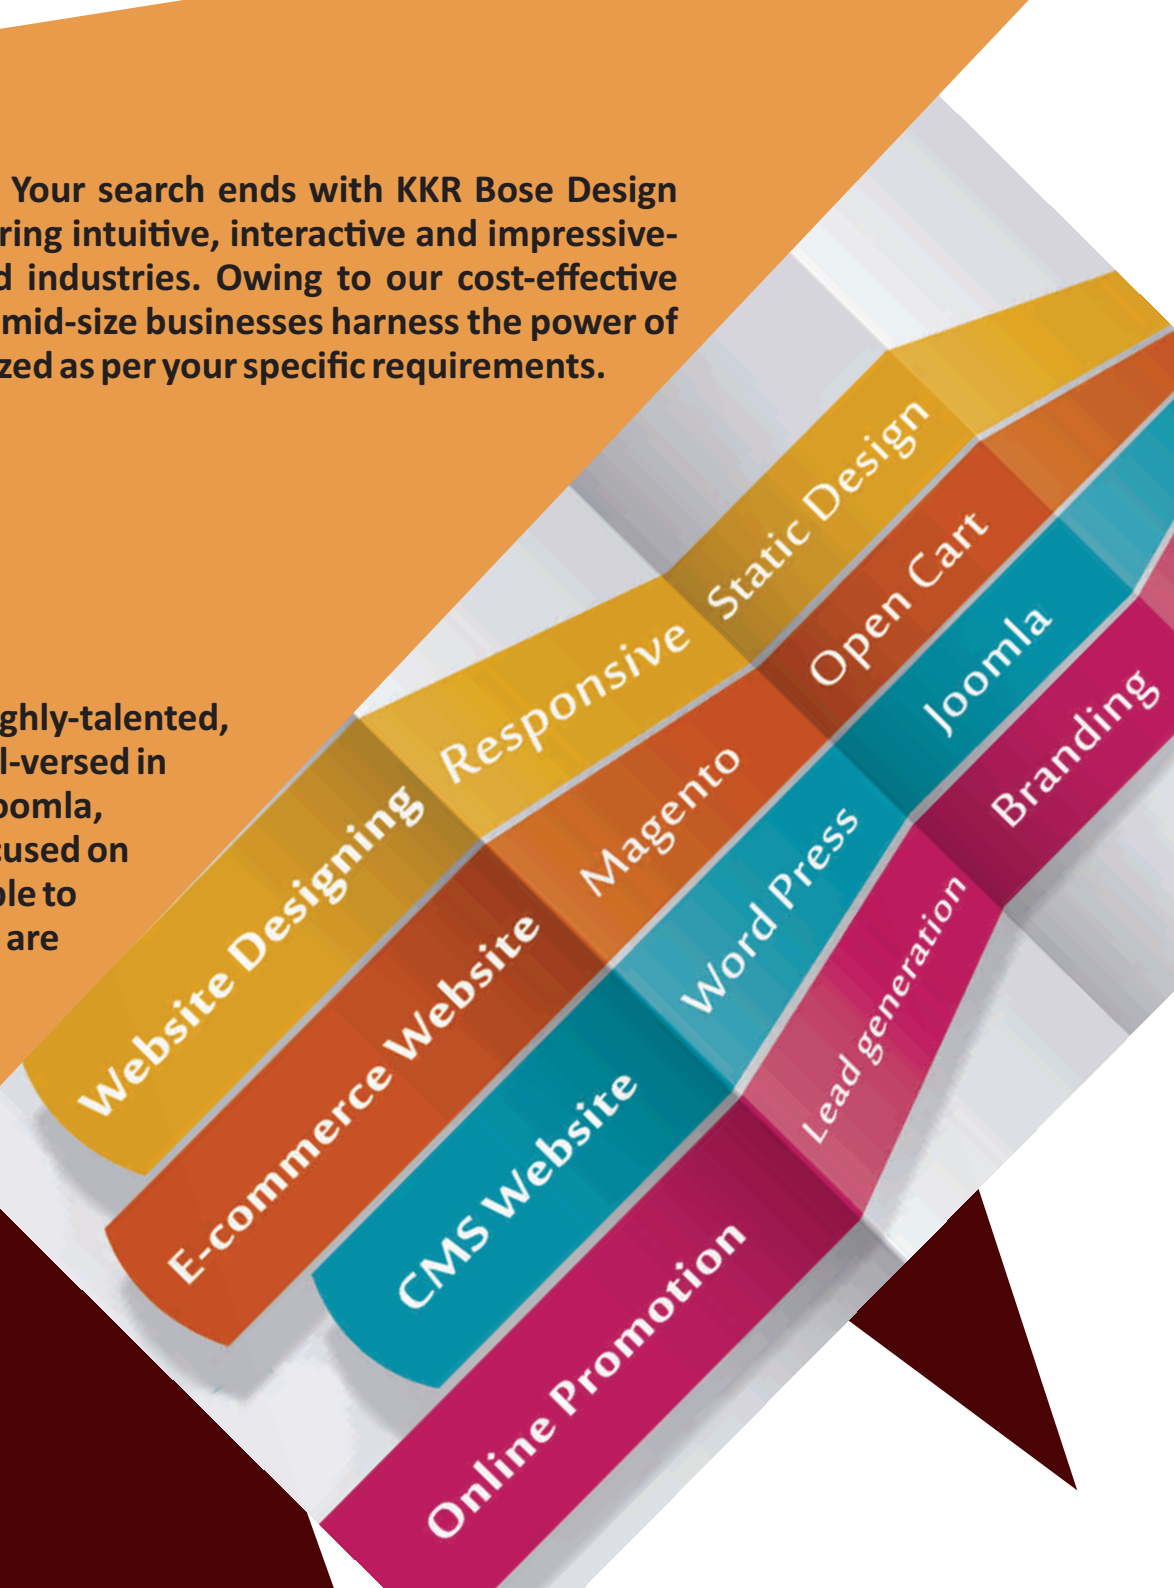 Your search ends with KKR Bose Design
ring intuitive, interactive and impressive-
d industries. Owing to our cost-effective
mid-size businesses harness the power of
zed as per your specific requirements.
ghly-talented,
l-versed in
oomla,
cused on
ple to
are
Website Designing
Responsive
Static Design
E-commerce Website
Magento
Open Cart
CMS Website
Word Press
Joomla
Online Promotion
Lead generation
Branding